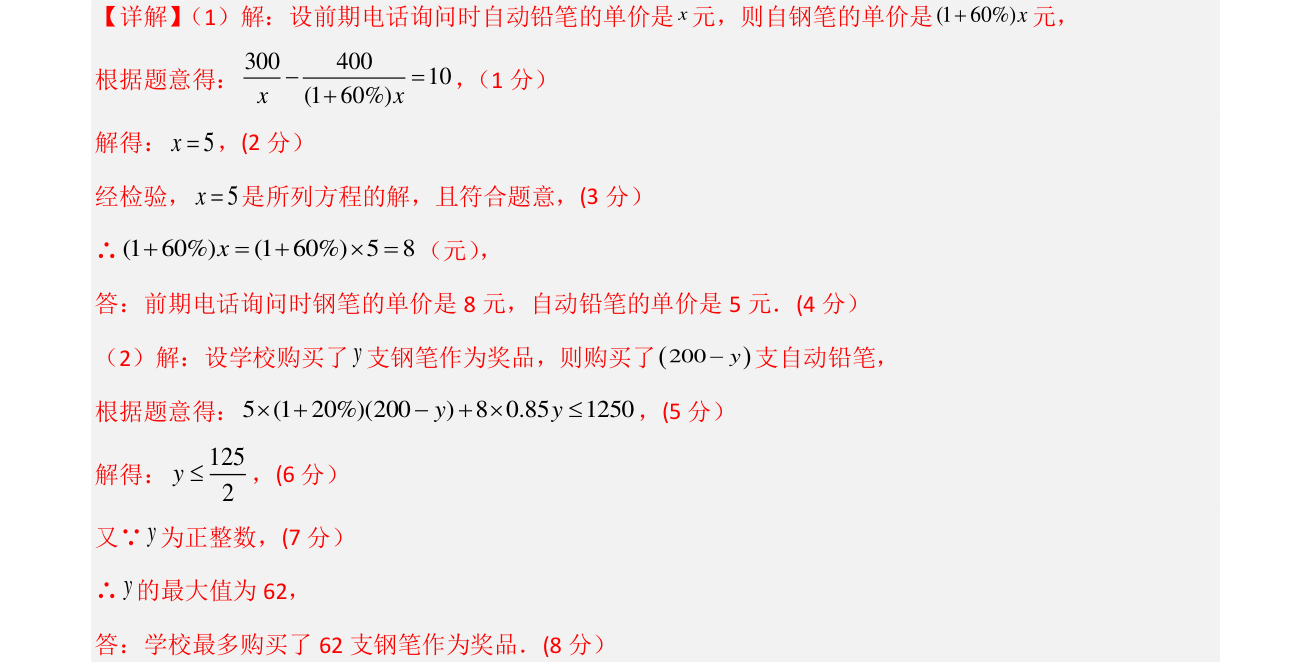 【详解】（1）解：设前期电话询问时自动铅笔的单价是 x 元，则自钢笔的单价是(1+60%)x 元，
根据题意得：300/x − 400/((1+60%)x) = 10，（1 分）
解得：x=5，(2 分）
经检验，x=5是所列方程的解，且符合题意，(3 分）
∴(1+60%)x=(1+60%)×5=8（元），
答：前期电话询问时钢笔的单价是 8 元，自动铅笔的单价是 5 元．(4 分）
（2）解：设学校购买了 y 支钢笔作为奖品，则购买了(200−y)支自动铅笔，
根据题意得：5×(1+20%)(200−y)+8×0.85y≤1250，(5 分）
解得：y≤125/2，(6 分）
又∵y为正整数，(7 分）
∴y的最大值为 62，
答：学校最多购买了 62 支钢笔作为奖品．(8 分）